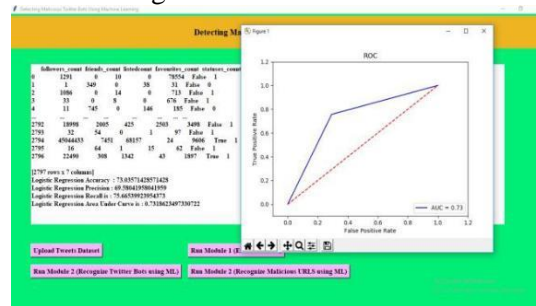 Detecting Malicious Twitter Bots Using Machine Learning
Detecting Ma
followers_count friends_count listedcount favourites_count statuses_count
0 1291 0 10 0 78554 False 1
1 1 349 0 38 31 False 0
2 1086 0 14 0 713 False 1
3 33 0 8 0 676 False 1
4 11 745 0 146 185 False 0
... ... ... ... ... ... ... ...
2792 18998 2005 425 2503 3498 False 1
2793 32 54 0 1 97 False 1
2794 45044433 7451 68157 24 9606 True 1
2795 16 64 1 15 62 False 1
2796 22490 308 1342 43 1897 True 1
[2797 rows x 7 columns]
Logistic Regression Accuracy : 73.93571428571428
Logistic Regression Precision : 69.58041958041959
Logistic Regression Recall is : 75.66539923954373
Logistic Regression Area Under Curve is : 0.7318623497330722
Figure 1
ROC
True Positive Rate
1.2
1.0
0.8
0.6
0.4
0.2
0.0
0.0 0.2 0.4 0.6 0.8 1.0 1.2
False Positive Rate
AUC = 0.73
Upload Tweets Dataset
Run Module 1
Run Module 2 (Recognize Twitter Bots using ML)
Run Module 2 (Recognize Malicious URLS using ML)